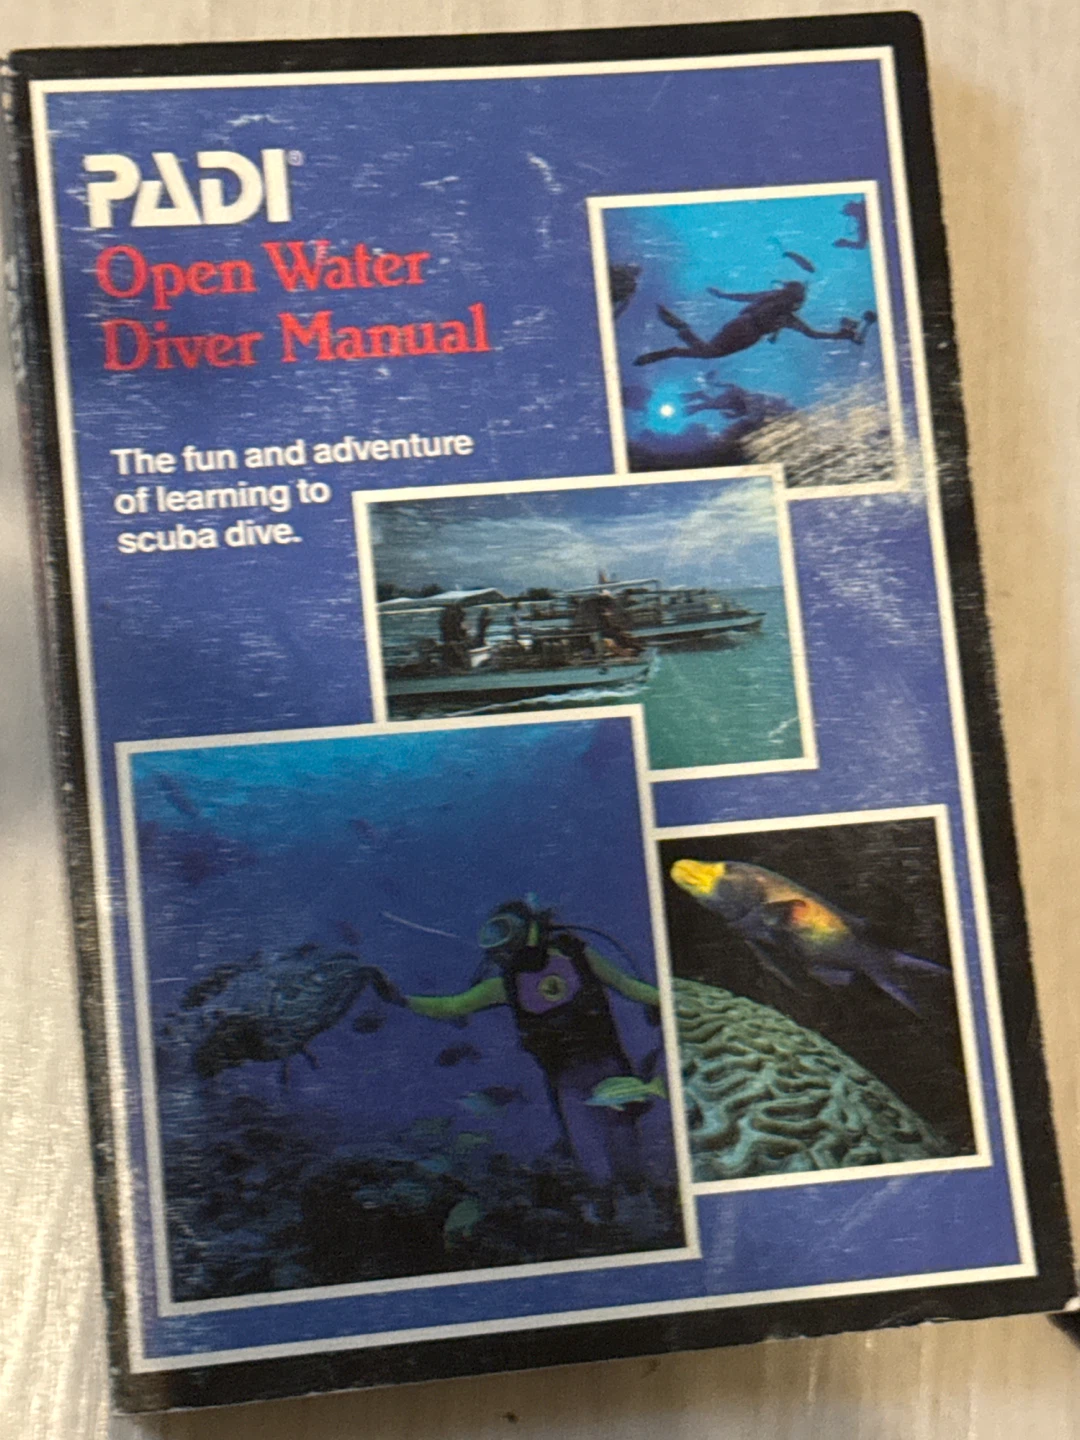 PADI®
Open Water
Diver Manual
The fun and adventure
of learning to
scuba dive.